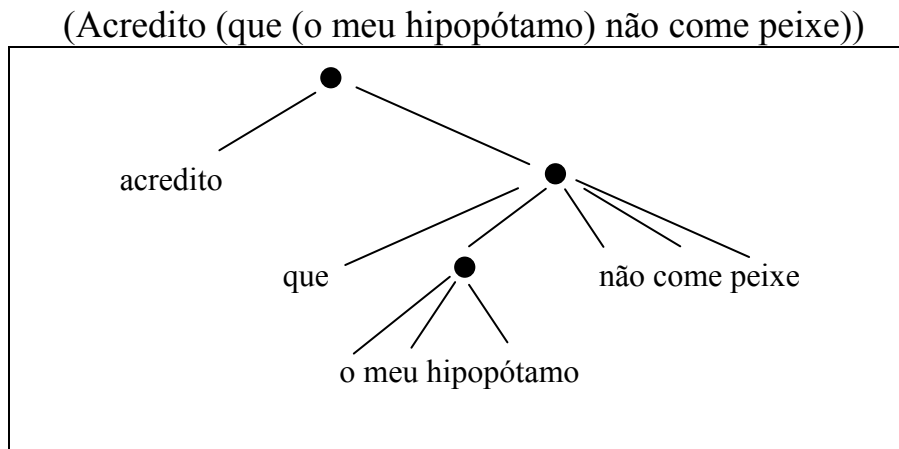 (Acredito (que (o meu hipopótamo) não come peixe))
acredito
que
não come peixe
o meu hipopótamo